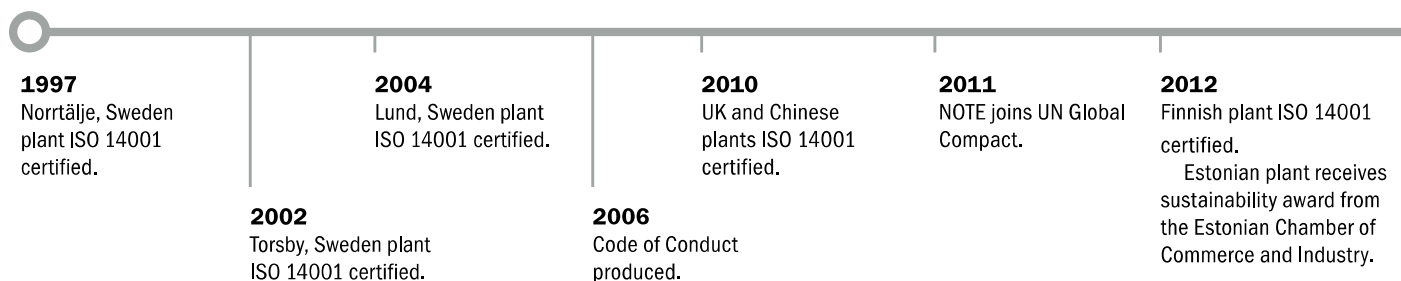 1997
Norrtälje, Sweden
plant ISO 14001
certified.
2002
Torsby, Sweden plant
ISO 14001 certified.
2004
Lund, Sweden plant
ISO 14001 certified.
2006
Code of Conduct
produced.
2010
UK and Chinese
plants ISO 14001
certified.
2011
NOTE joins UN Global
Compact.
2012
Finnish plant ISO 14001
certified.
Estonian plant receives
sustainability award from
the Estonian Chamber of
Commerce and Industry.